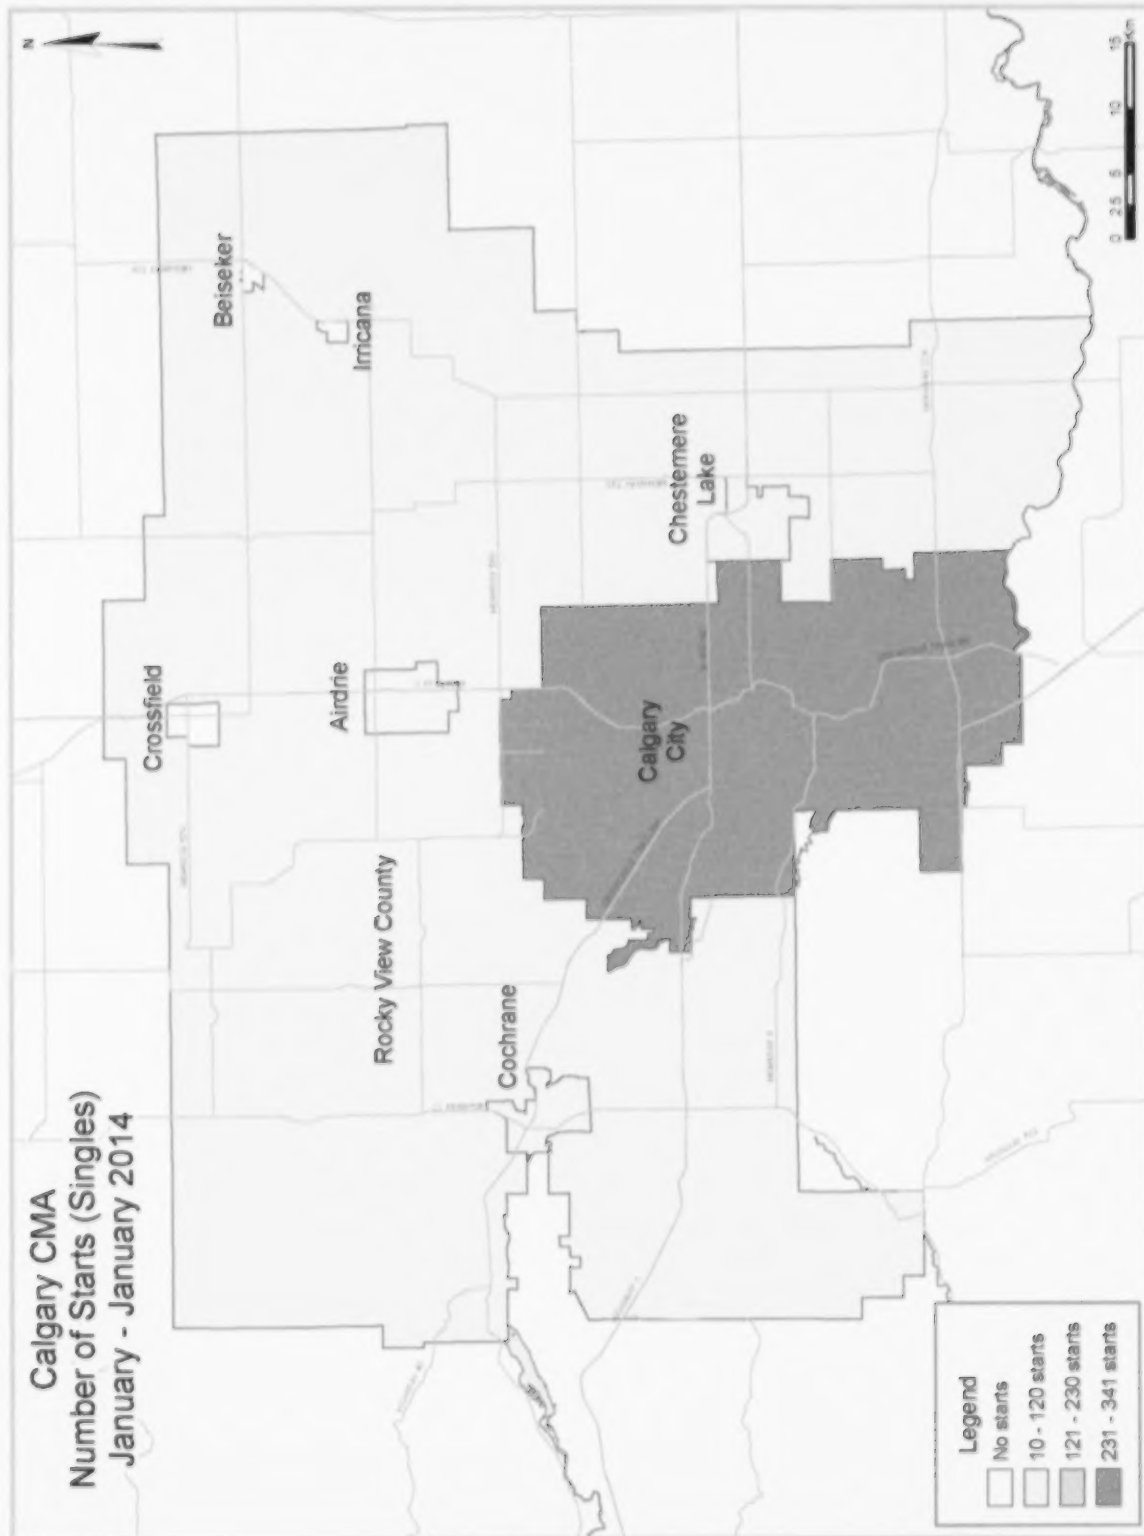 Calgary CMA
Number of Starts (Singles)
January - January 2014
N
Crossfield
Beiseker
Irricana
Airdrie
Rocky View County
Cochrane
Chestemere
Lake
Calgary
City
Legend
No starts
10 - 120 starts
121 - 230 starts
231 - 341 starts
0 2.5 5 10 15
Km